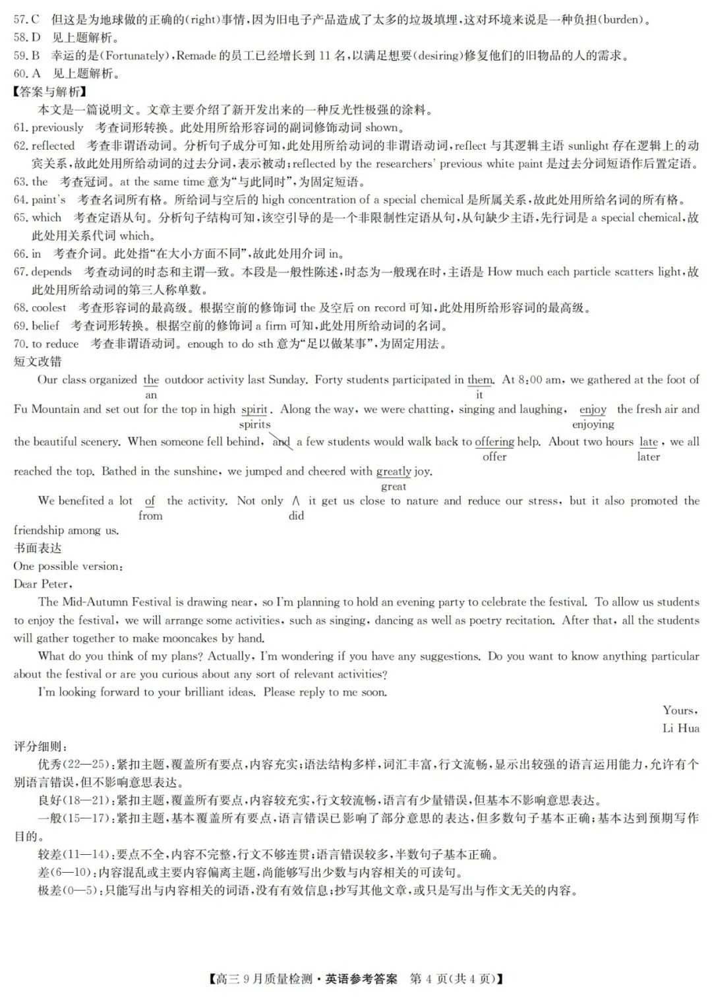 57. C　但这是为地球做的正确的(right)事情,因为旧电子产品造成了太多的垃圾填埋,这对环境来说是一种负担(burden)。
58. D　见上题解析。
59. B　幸运的是(Fortunately),Remade的员工已经增长到11名,以满足想要(desiring)修复他们的旧物品的人的需求。
60. A　见上题解析。
【答案与解析】
本文是一篇说明文。文章主要介绍了新开发出来的一种反光性极强的涂料。
61. previously　考查词形转换。此处用所给形容词的副词修饰动词 shown。
62. reflected　考查非谓语动词。分析句子成分可知,此处用所给动词的非谓语动词,reflect 与其逻辑主语 sunlight 存在逻辑上的动
宾关系,故此处用所给动词的过去分词,表示被动;reflected by the researchers' previous white paint 是过去分词短语作后置定语。
63. the　考查冠词。at the same time 意为“与此同时”,为固定短语。
64. paint's　考查名词所有格。所给词与空后的 high concentration of a special chemical 是所属关系,故此处用所给名词的所有格。
65. which　考查定语从句。分析句子结构可知,该空引导的是一个非限制性定语从句,从句缺少主语,先行词是 a special chemical,故
此处用关系代词 which。
66. in　考查介词。此处指“在大小方面不同”,故此处用介词 in。
67. depends　考查动词的时态和主谓一致。本段是一般性陈述,时态为一般现在时,主语是 How much each particle scatters light,故
此处用所给动词的第三人称单数。
68. coolest　考查形容词的最高级。根据空前的修饰词 the 及空后 on record 可知,此处用所给形容词的最高级。
69. belief　考查词形转换。根据空前的修饰词 a firm 可知,此处用所给动词的名词。
70. to reduce　考查非谓语动词。enough to do sth 意为“足以做某事”,为固定用法。
短文改错
Our class organized the outdoor activity last Sunday. Forty students participated in them. At 8:00 am, we gathered at the foot of
an it
Fu Mountain and set out for the top in high spirit. Along the way, we were chatting, singing and laughing, enjoy the fresh air and
spirits enjoying
the beautiful scenery. When someone fell behind, and a few students would walk back to offering help. About two hours late, we all
offer later
reached the top. Bathed in the sunshine, we jumped and cheered with greatly joy.
great
We benefited a lot of the activity. Not only ∧ it get us close to nature and reduce our stress, but it also promoted the
from did
friendship among us.
书面表达
One possible version:
Dear Peter,
The Mid-Autumn Festival is drawing near, so I'm planning to hold an evening party to celebrate the festival. To allow us students
to enjoy the festival, we will arrange some activities, such as singing, dancing as well as poetry recitation. After that, all the students
will gather together to make mooncakes by hand.
What do you think of my plans? Actually, I'm wondering if you have any suggestions. Do you want to know anything particular
about the festival or are you curious about any sort of relevant activities?
I'm looking forward to your brilliant ideas. Please reply to me soon.
Yours,
Li Hua
评分细则:
优秀(22—25):紧扣主题,覆盖所有要点,内容充实;语法结构多样,词汇丰富,行文流畅,显示出较强的语言运用能力,允许有个
别语言错误,但不影响意思表达。
良好(18—21):紧扣主题,覆盖所有要点,内容较充实,行文较流畅,语言有少量错误,但基本不影响意思表达。
一般(15—17):紧扣主题,基本覆盖所有要点,语言错误已影响了部分意思的表达,但多数句子基本正确;基本达到预期写作
目的。
较差(11—14):要点不全,内容不完整,行文不够连贯;语言错误较多,半数句子基本正确。
差(6—10):内容混乱或主要内容偏离主题,尚能够写出少数与内容相关的可读句。
极差(0—5):只能写出与内容相关的词语,没有有效信息;抄写其他文章,或只是写出与作文无关的内容。
【高三9月质量检测·英语参考答案　第4页(共4页)】